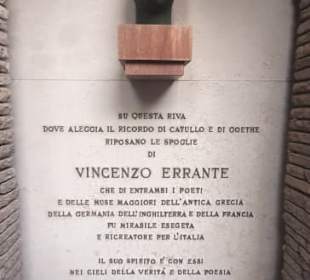 SU QUESTA RIVA
DOVE ALEGGIA IL RICORDO DI CATULLO E DI GOETHE
RIPOSANO LE SPOGLIE
DI
VINCENZO ERRANTE
CHE DI ENTRAMBI I POETI
E DELLE MUSE MAGGIORI DELL'ANTICA GRECIA
DELLA GERMANIA DELL'INGHILTERRA E DELLA FRANCIA
FU MIRABILE ESEGETA
E RICREATORE PER L'ITALIA
IL SUO SPIRITO È CON ESSI
NEI CIELI DELLA VERITÀ E DELLA POESIA